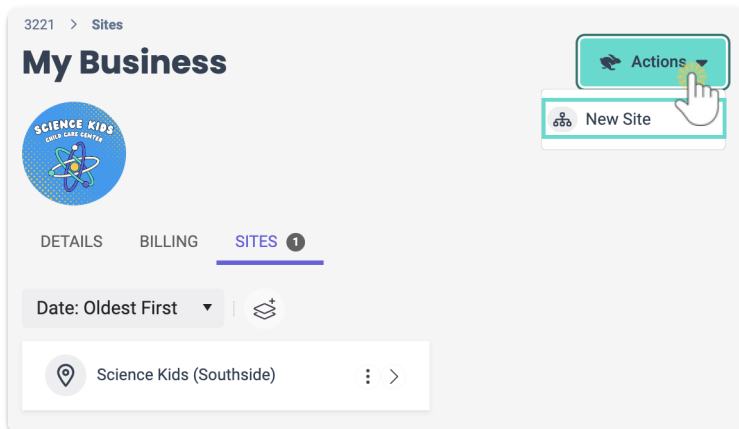 3221 > Sites
My Business
Actions
New Site
SCIENCE KIDS
CHILD CARE CENTER
DETAILS BILLING SITES 1
Date: Oldest First
Science Kids (Southside)